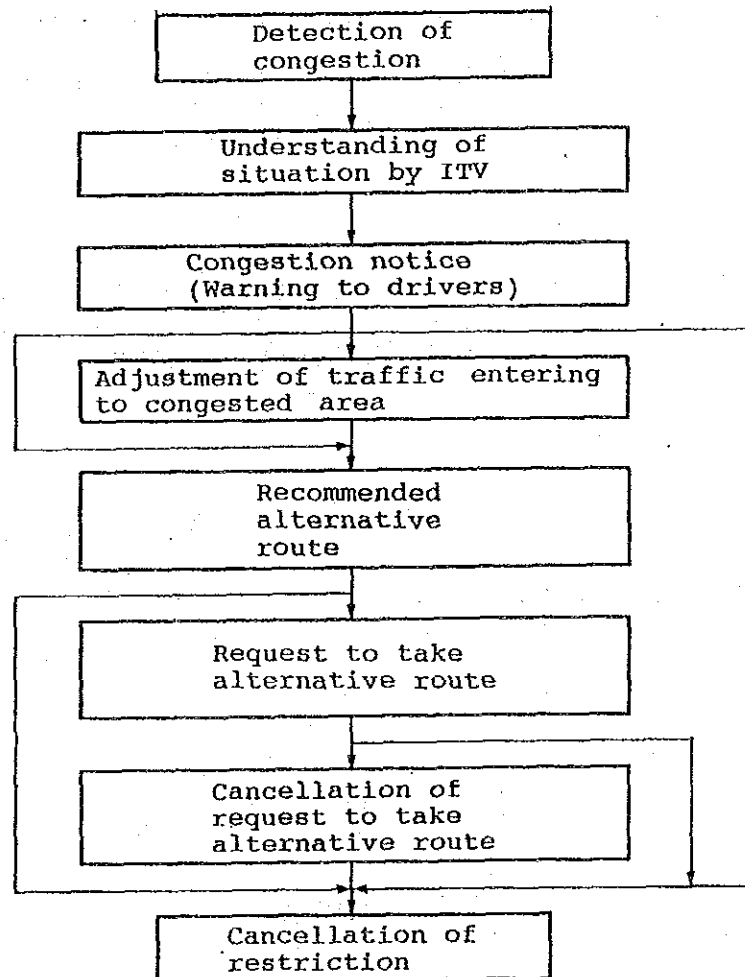 Detection of
congestion
Understanding of
situation by ITV
Congestion notice
(Warning to drivers)
Adjustment of traffic entering
to congested area
Recommended
alternative
route
Request to take
alternative route
Cancellation of
request to take
alternative route
Cancellation of
restriction